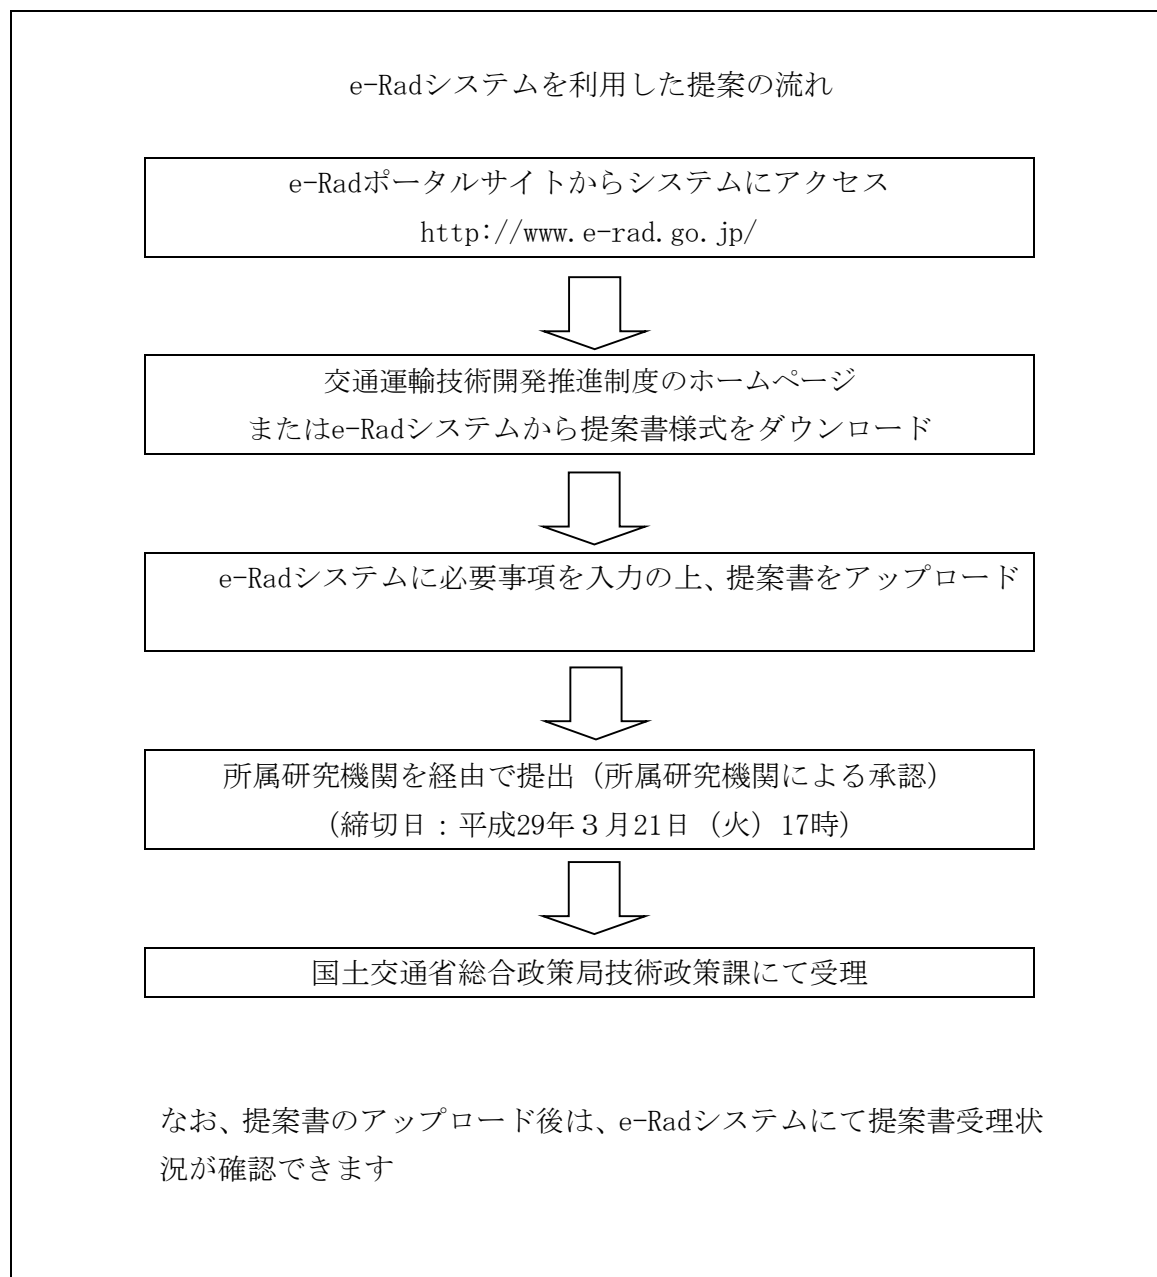 e-Radシステムを利用した提案の流れ
e-Radポータルサイトからシステムにアクセス
http://www.e-rad.go.jp/
交通運輸技術開発推進制度のホームページ
またはe-Radシステムから提案書様式をダウンロード
e-Radシステムに必要事項を入力の上、提案書をアップロード
所属研究機関を経由で提出（所属研究機関による承認）
（締切日：平成29年３月21日（火）17時）
国土交通省総合政策局技術政策課にて受理
なお、提案書のアップロード後は、e-Radシステムにて提案書受理状
況が確認できます